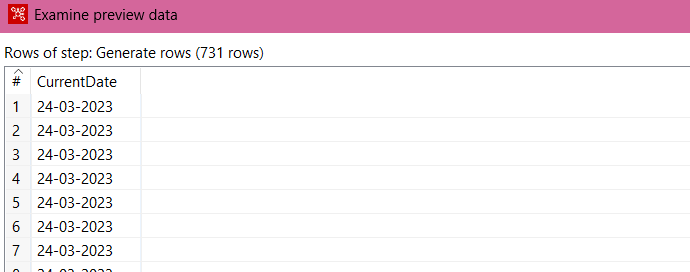 Examine preview data
Rows of step: Generate rows (731 rows)
# CurrentDate
1 24-03-2023
2 24-03-2023
3 24-03-2023
4 24-03-2023
5 24-03-2023
6 24-03-2023
7 24-03-2023